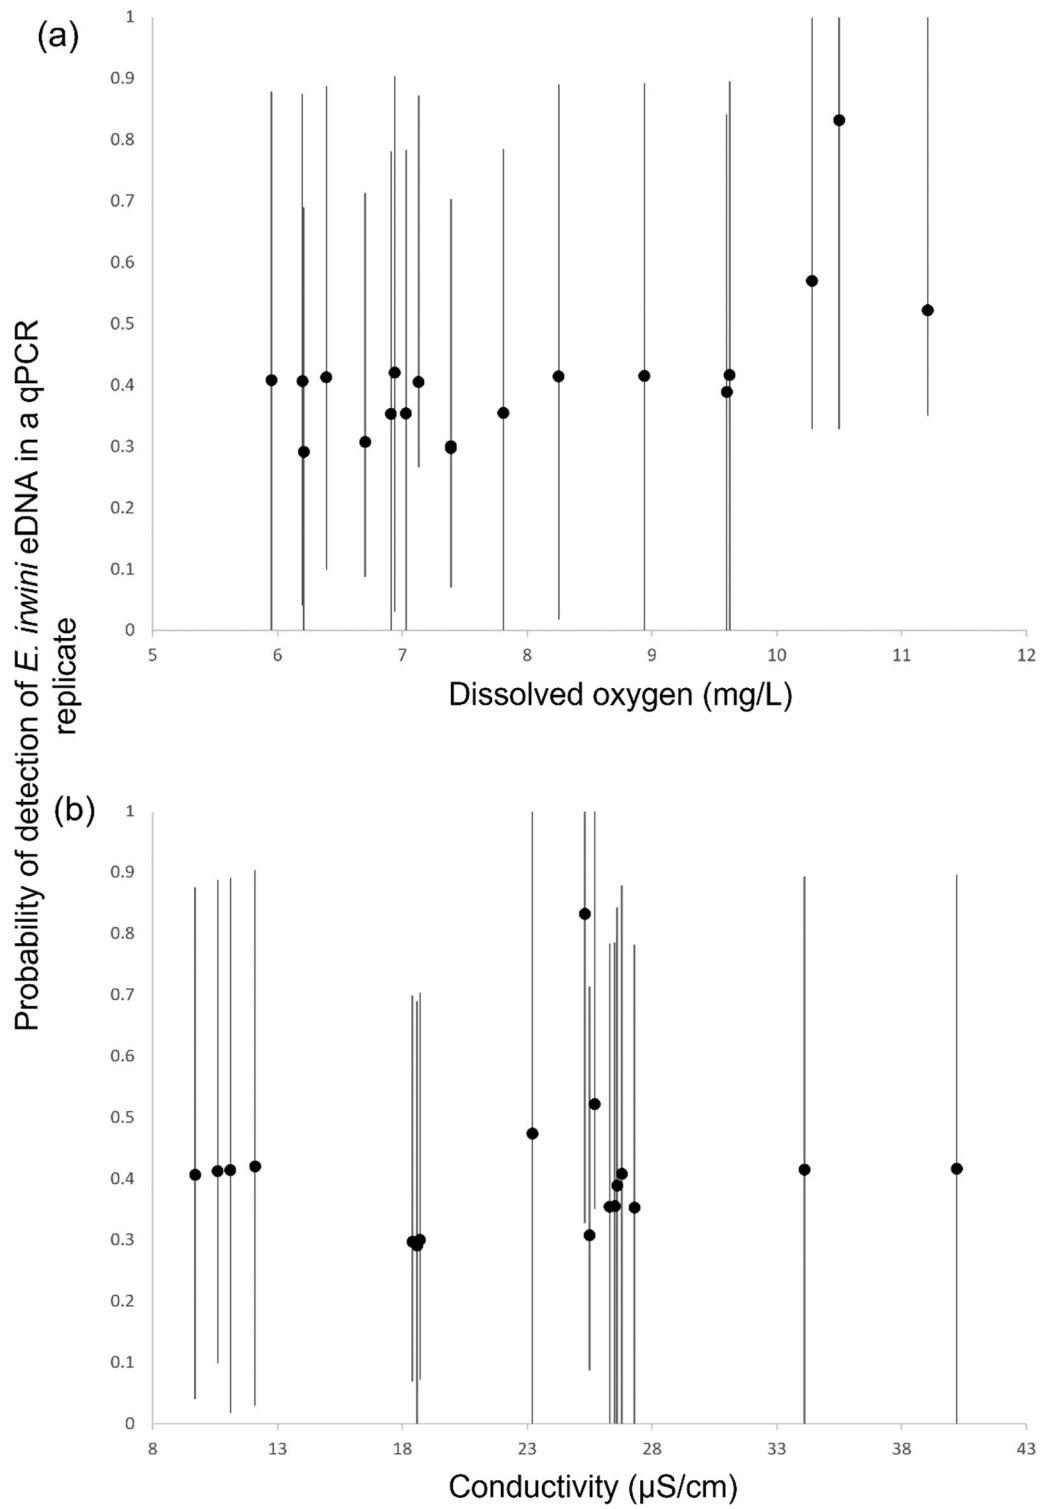 (a)
1
0.9
0.8
0.7
0.6
0.5
0.4
0.3
0.2
0.1
0
5 6 7 8 9 10 11 12
Dissolved oxygen (mg/L)
Probability of detection of E. irwini eDNA in a qPCR
replicate
(b)
1
0.9
0.8
0.7
0.6
0.5
0.4
0.3
0.2
0.1
0
8 13 18 23 28 33 38 43
Conductivity (µS/cm)